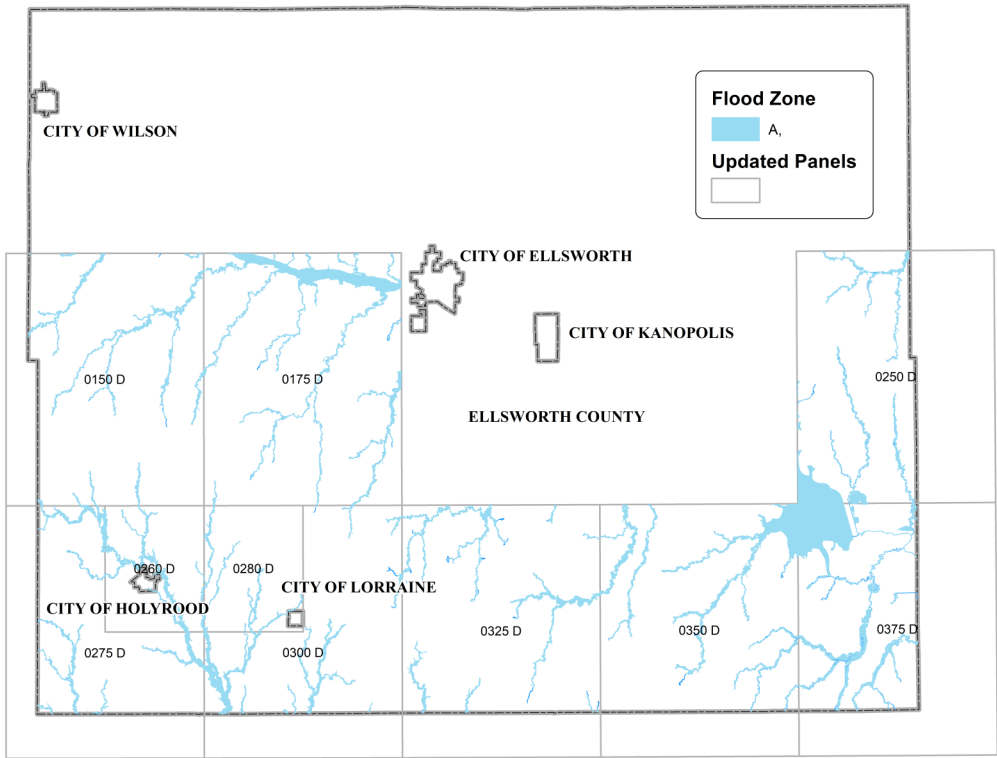 Flood Zone
A,
Updated Panels
CITY OF WILSON
CITY OF ELLSWORTH
CITY OF KANOPOLIS
0150 D
0175 D
0250 D
ELLSWORTH COUNTY
0260 D
0280 D
CITY OF LORRAINE
CITY OF HOLYROOD
0325 D
0350 D
0375 D
0275 D
0300 D